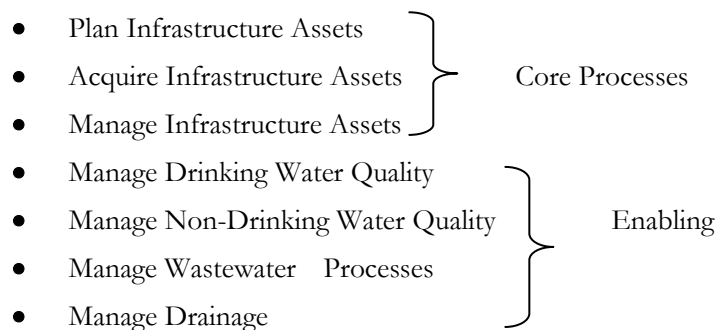 • Plan Infrastructure Assets
• Acquire Infrastructure Assets Core Processes
• Manage Infrastructure Assets
• Manage Drinking Water Quality
• Manage Non-Drinking Water Quality Enabling
• Manage Wastewater Processes
• Manage Drainage